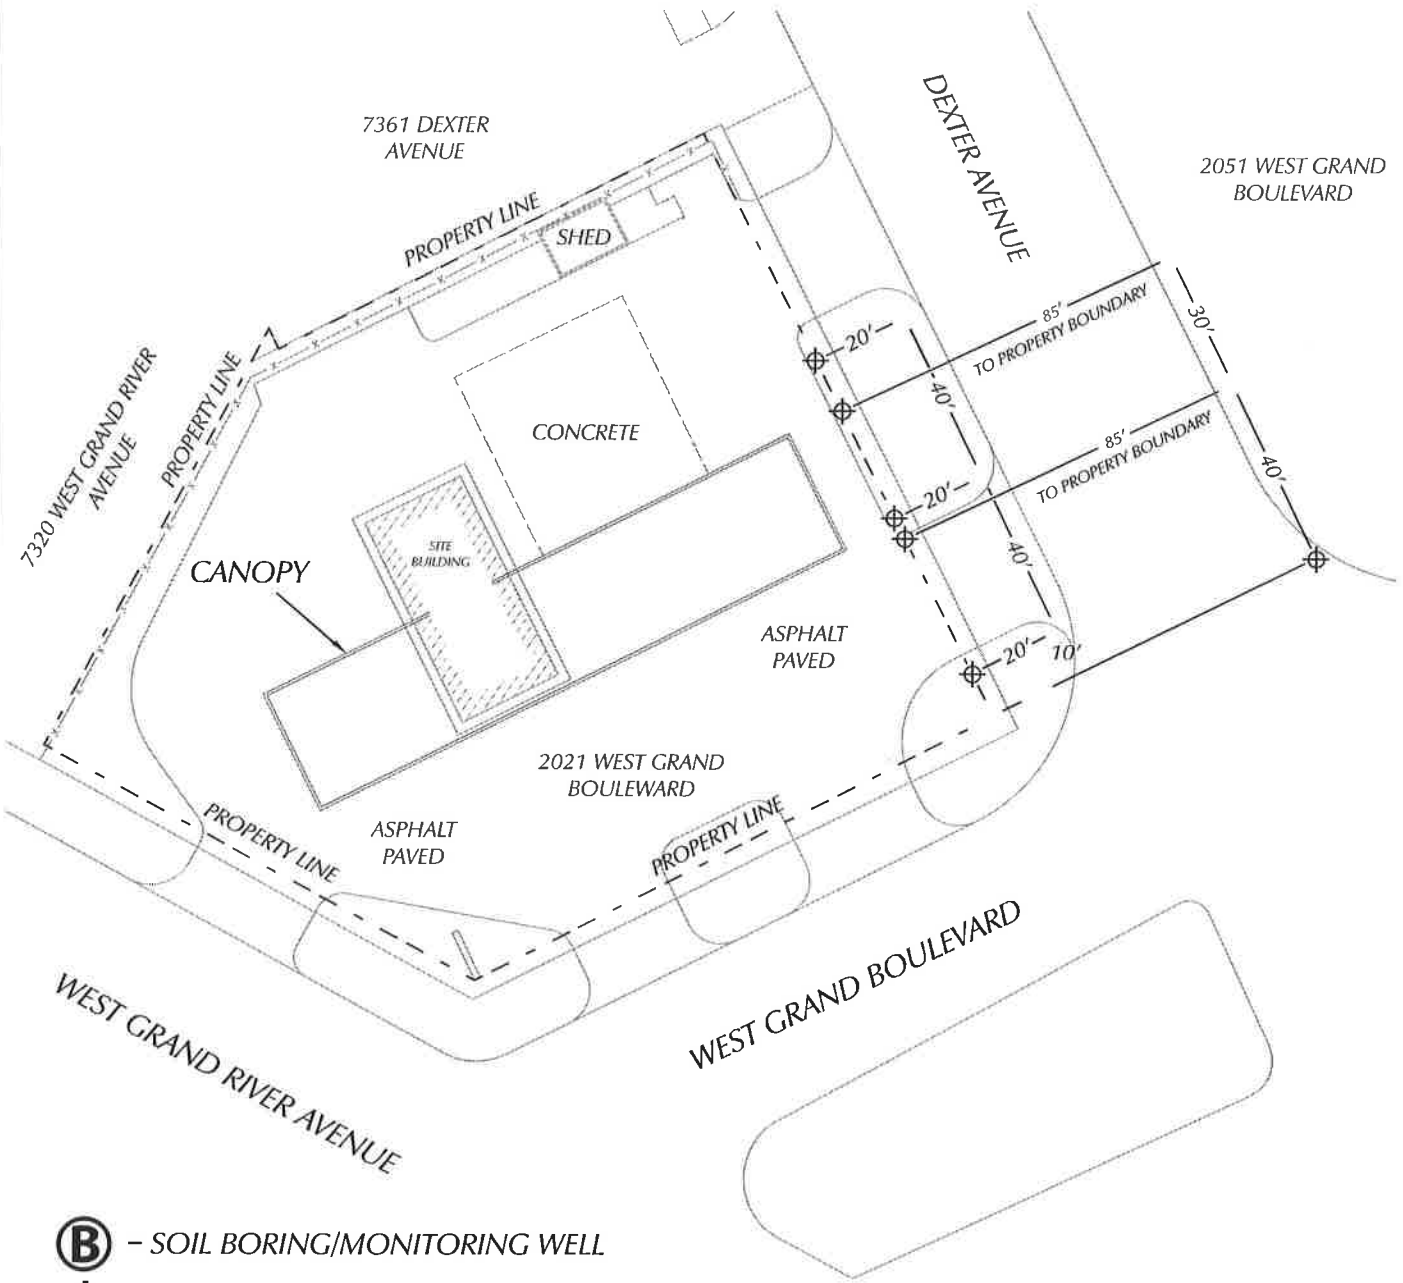 7361 DEXTER
AVENUE
DEXTER AVENUE
2051 WEST GRAND
BOULEVARD
PROPERTY LINE
SHED
85'
TO PROPERTY BOUNDARY
30'
20'
40'
7320 WEST GRAND RIVER
AVENUE
PROPERTY LINE
CONCRETE
85'
TO PROPERTY BOUNDARY
40'
SITE
BUILDING
20'
40'
CANOPY
ASPHALT
PAVED
20'
10'
2021 WEST GRAND
BOULEWARD
PROPERTY LINE
ASPHALT
PAVED
PROPERTY LINE
WEST GRAND BOULEVARD
WEST GRAND RIVER AVENUE
B – SOIL BORING/MONITORING WELL